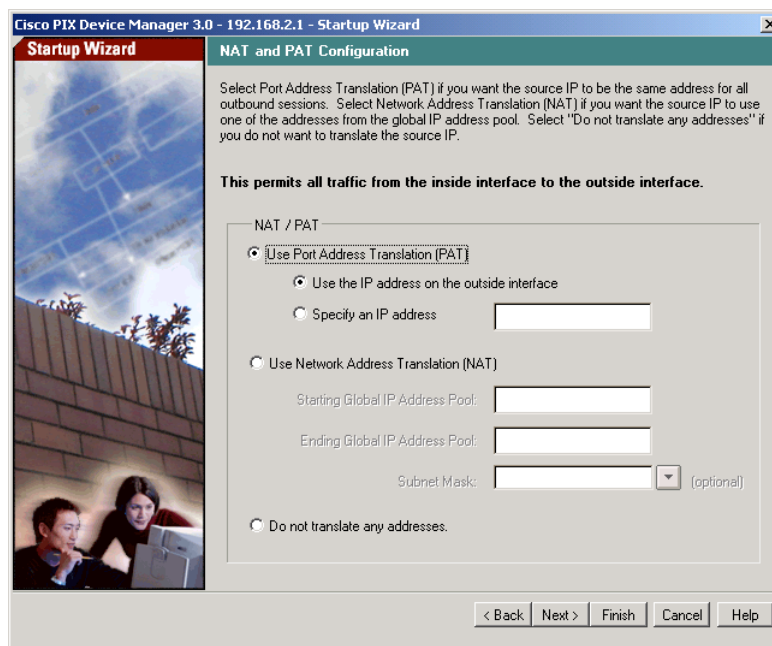 Cisco PIX Device Manager 3.0 - 192.168.2.1 - Startup Wizard
Startup Wizard
NAT and PAT Configuration
Select Port Address Translation (PAT) if you want the source IP to be the same address for all
outbound sessions. Select Network Address Translation (NAT) if you want the source IP to use
one of the addresses from the global IP address pool. Select "Do not translate any addresses" if
you do not want to translate the source IP.
This permits all traffic from the inside interface to the outside interface.
NAT / PAT
Use Port Address Translation (PAT)
Use the IP address on the outside interface
Specify an IP address
Use Network Address Translation (NAT)
Starting Global IP Address Pool:
Ending Global IP Address Pool:
Subnet Mask:
(optional)
Do not translate any addresses.
< Back
Next >
Finish
Cancel
Help